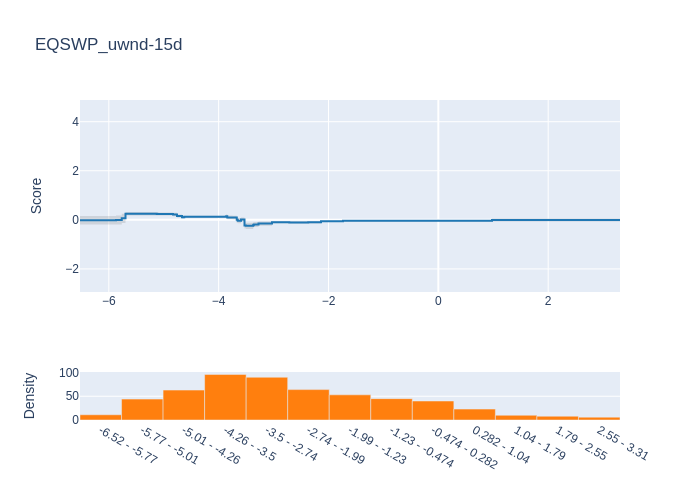 EQSWP_uwnd-15d
Score
4
2
0
−2
−6
−4
−2
0
2
Density
100
50
0
-6.52 - -5.77
-5.77 - -5.01
-5.01 - -4.26
-4.26 - -3.5
-3.5 - -2.74
-2.74 - -1.99
-1.99 - -1.23
-1.23 - -0.474
-0.474 - 0.282
0.282 - 1.04
1.04 - 1.79
1.79 - 2.55
2.55 - 3.31